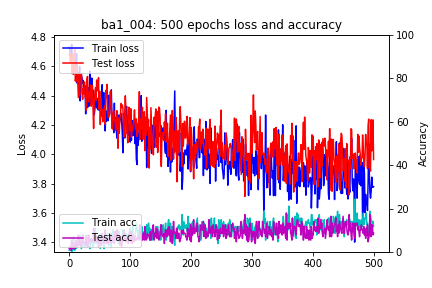 ba1_004: 500 epochs loss and accuracy
4.8
4.6
4.4
4.2
4.0
3.8
3.6
3.4
Loss
Train loss
Test loss
Train acc
Test acc
100
80
60
40
20
0
Accuracy
0 100 200 300 400 500